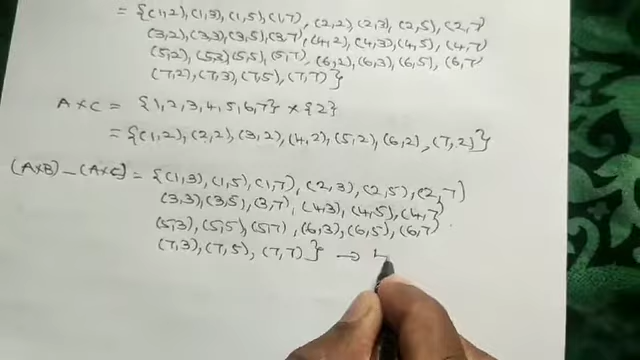 = {(1,2), (1,3), (1,5) (1,7), (2,2) (2,3), (2,5), (2,7)
(3,2) (3,3) (3,5) (3,7), (4,2), (4,3) (4,5), (4,7)
(5,2), (5,3) (5,5), (5,7), (6,2), (6,3), (6,5), (6,7)
(7,2), (7,3), (7,5), (7,7)}
A×C = {1,2,3,4,5,6,7} × {2}
= {(1,2), (2,2), (3,2), (4,2), (5,2), (6,2), (7,2)}
(A×B) - (A×C) = {(1,3), (1,5), (1,7), (2,3), (2,5), (2,7)
(3,3), (3,5), (3,7), (4,3), (4,5), (4,7)
(5,3), (5,5), (5,7), (6,3), (6,5), (6,7)
(7,3), (7,5), (7,7)} →